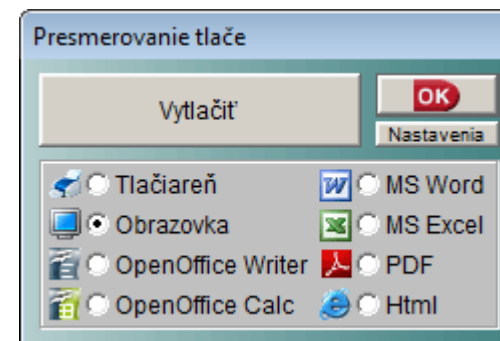 Presmerovanie tlače
Vytlačiť
OK
Nastavenia
Tlačiareň
MS Word
Obrazovka
MS Excel
OpenOffice Writer
PDF
OpenOffice Calc
Html